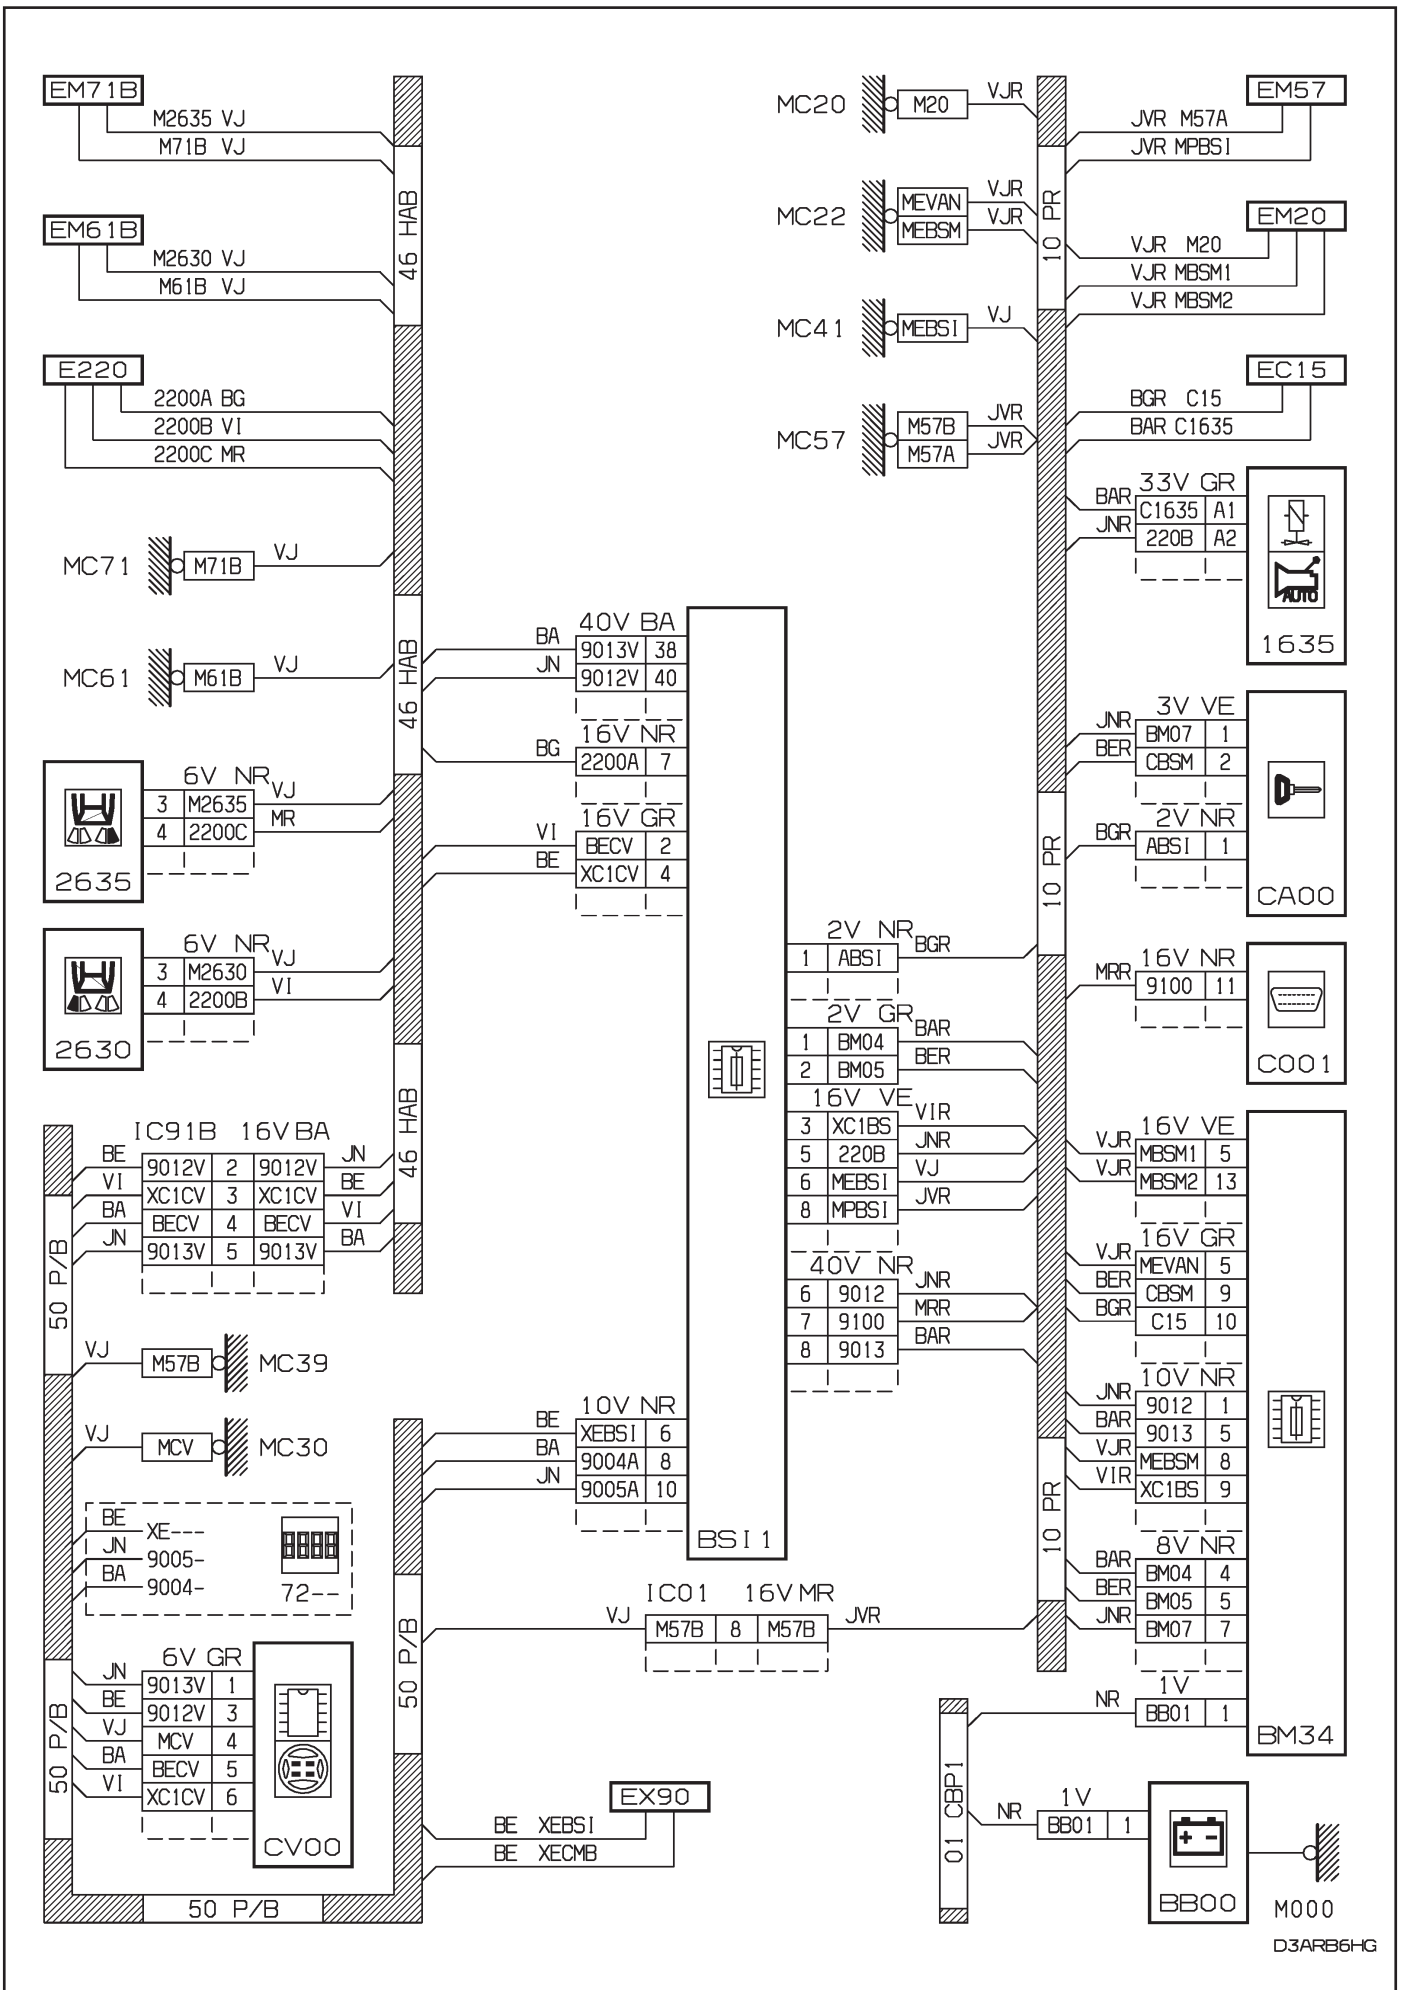 EM71B
M2635 VJ
M71B VJ
EM61B
M2630 VJ
M61B VJ
E220
2200A BG
2200B VI
2200C MR
46 HAB
MC71 M71B VJ
MC61 M61B VJ
46 HAB
2635
6V NR
3 M2635 VJ
4 2200C MR
2630
6V NR
3 M2630 VJ
4 2200B VI
46 HAB
IC91B 16V BA
BE 9012V 2 9012V JN
VI XC1CV 3 XC1CV BE
BA BECV 4 BECV VI
JN 9013V 5 9013V BA
50 P/B
VJ M57B MC39
VJ MCV MC30
BE XE---
JN 9005-
BA 9004-
72--
6V GR
JN 9013V 1
BE 9012V 3
VJ MCV 4
BA BECV 5
VI XC1CV 6
CV00
50 P/B
50 P/B
50 P/B
MC20 M20 VJR
MC22 MEVAN VJR
MEBSM VJR
MC41 MEBSI VJ
MC57 M57B JVR
M57A JVR
40V BA
BA 9013V 38
JN 9012V 40
16V NR
BG 2200A 7
16V GR
VI BECV 2
BE XC1CV 4
2V NR
1 ABSI BGR
2V GR
1 BM04 BAR
2 BM05 BER
16V VE
3 XC1BS VIR
5 220B JNR
6 MEBSI VJ
8 MPBSI JVR
40V NR
6 9012 JNR
7 9100 MRR
8 9013 BAR
10V NR
BE XEBSI 6
BA 9004A 8
JN 9005A 10
BSI1
IC01 16V MR
VJ M57B 8 M57B JVR
EX90
BE XEBSI
BE XECMB
10 PR
EM57
JVR M57A
JVR MPBSI
EM20
VJR M20
VJR MBSM1
VJR MBSM2
EC15
BGR C15
BAR C1635
33V GR
BAR C1635 A1
JNR 220B A2
AUTO
1635
10 PR
3V VE
JNR BM07 1
BER CBSM 2
2V NR
BGR ABSI 1
CA00
16V NR
MRR 9100 11
C001
16V VE
VJR MBSM1 5
VJR MBSM2 13
16V GR
VJR MEVAN 5
BER CBSM 9
BGR C15 10
10V NR
JNR 9012 1
BAR 9013 5
VJR MEBSM 8
VIR XC1BS 9
10 PR
8V NR
BAR BM04 4
BER BM05 5
JNR BM07 7
1V
NR BB01 1
BM34
01 CBP1
1V
NR BB01 1
+ -
BB00
M000
D3ARB6HG